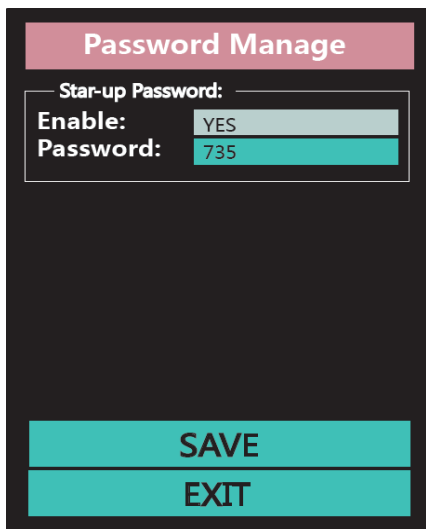 Password Manage
Star-up Password:
Enable: YES
Password: 735
SAVE
EXIT